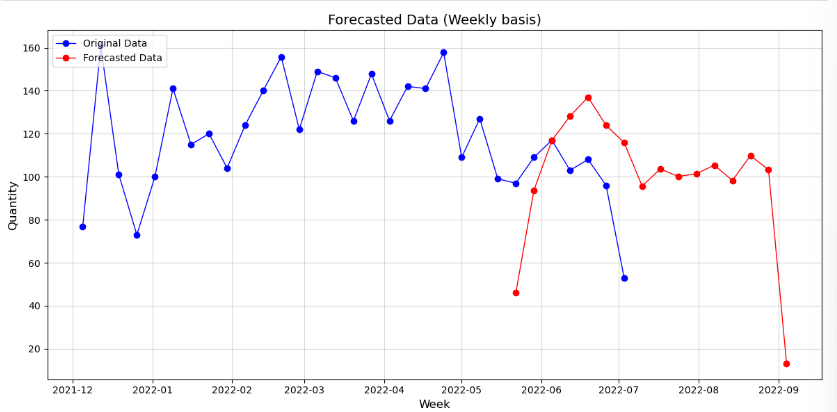 Forecasted Data (Weekly basis)
Original Data
Forecasted Data
160
140
120
100
80
60
40
20
Quantity
2021-12 2022-01 2022-02 2022-03 2022-04 2022-05 2022-06 2022-07 2022-08 2022-09
Week